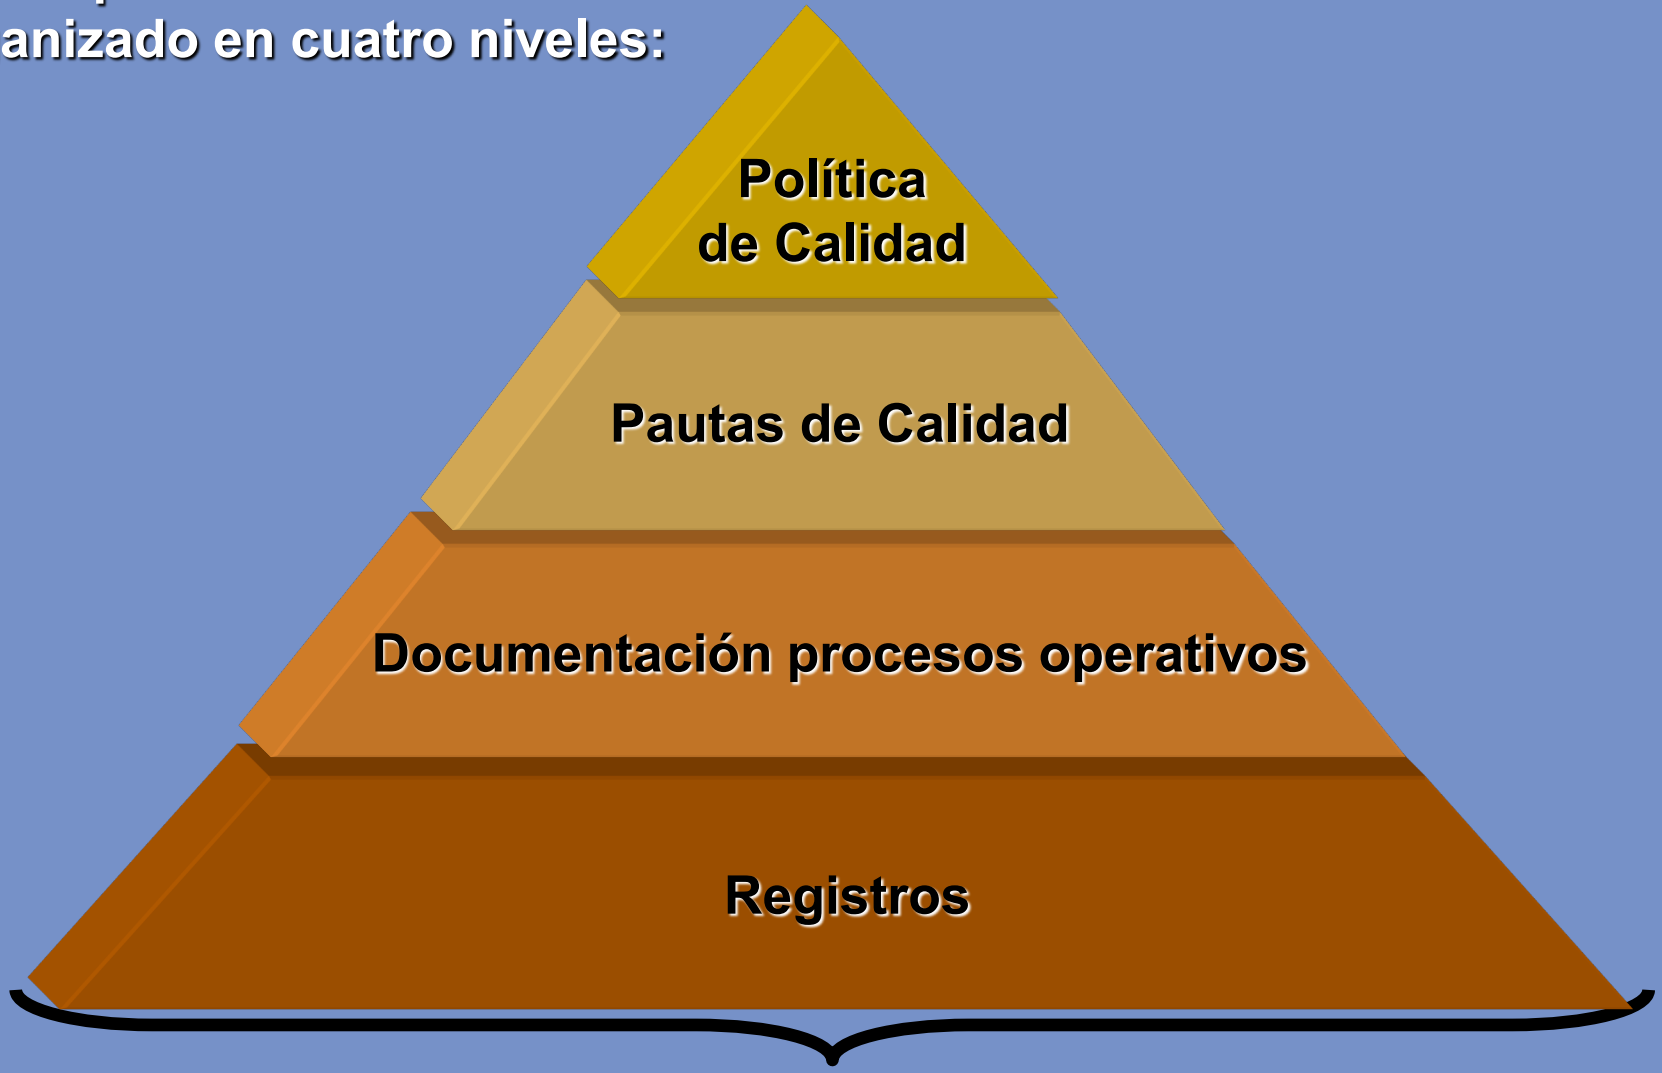 anizado en cuatro niveles:
Política
de Calidad
Pautas de Calidad
Documentación procesos operativos
Registros